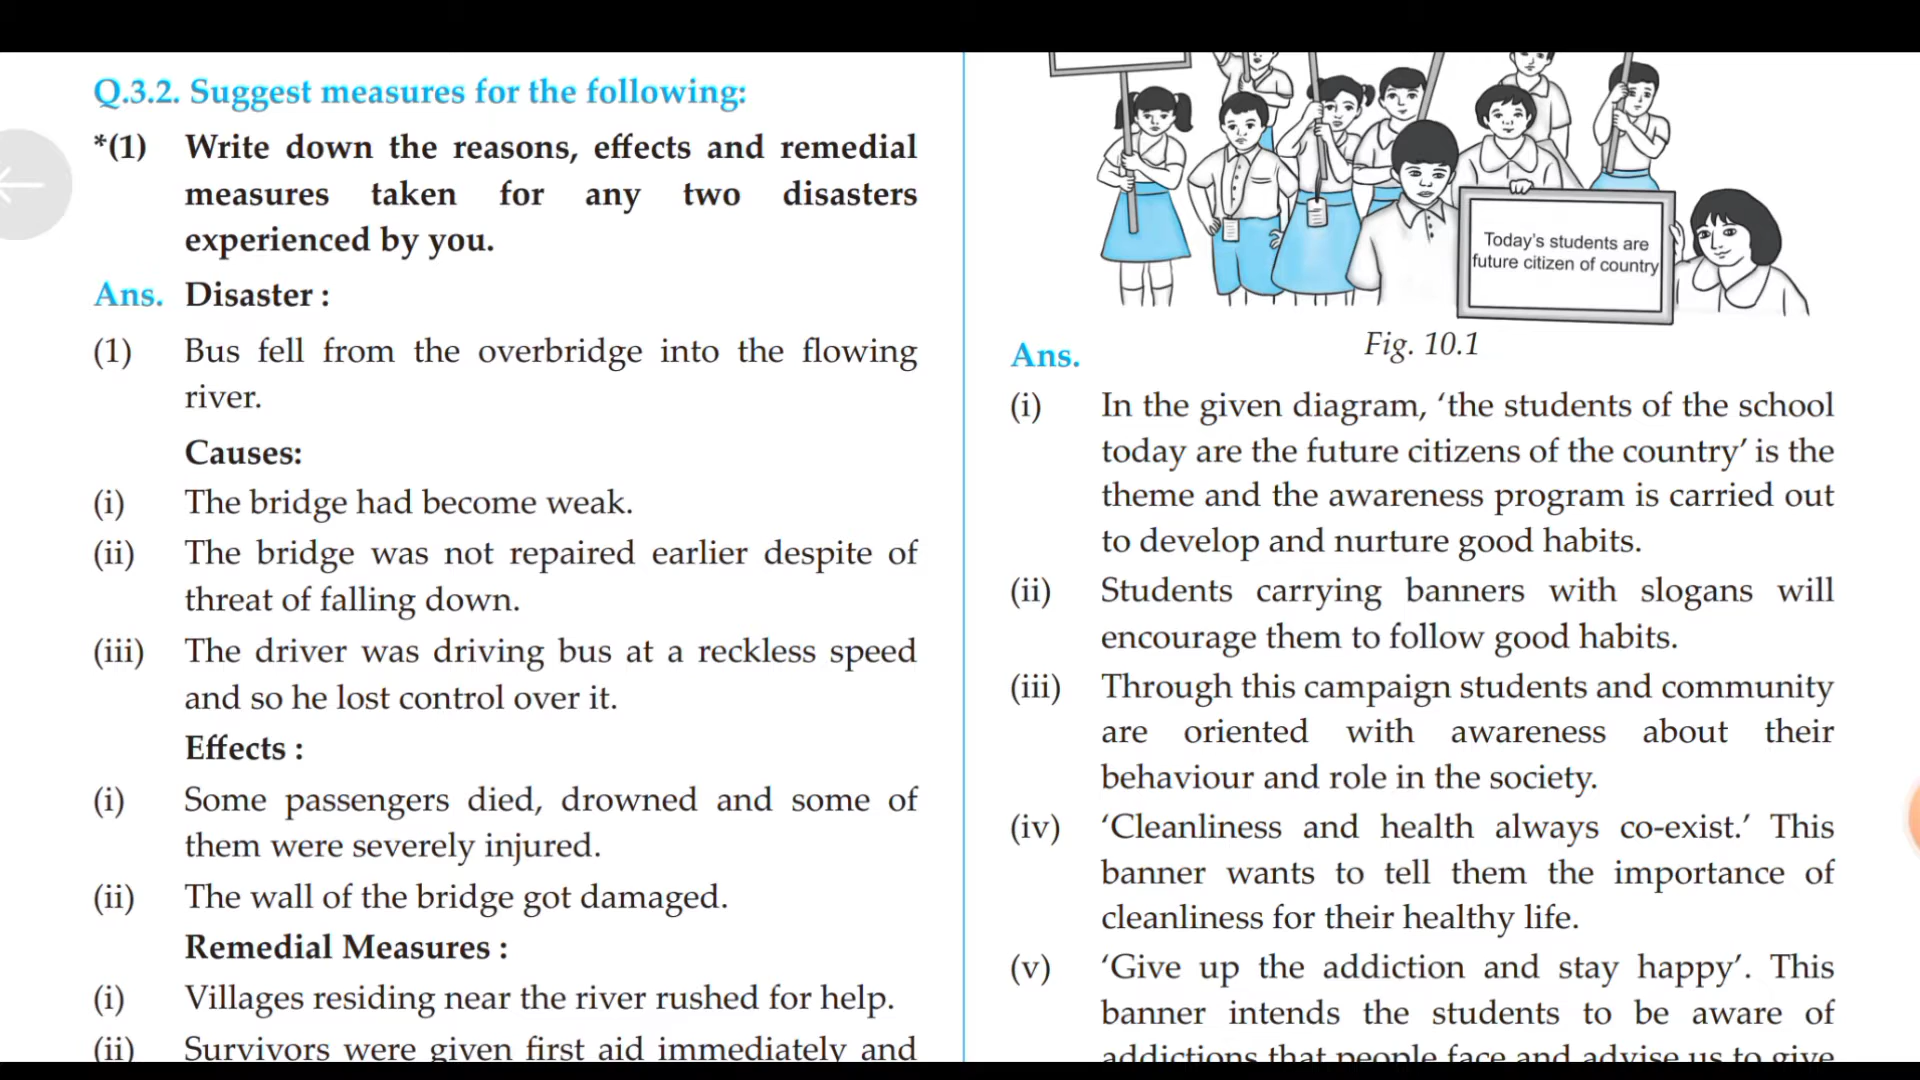 Q.3.2. Suggest measures for the following:
*(1) Write down the reasons, effects and remedial
measures taken for any two disasters
experienced by you.
Ans. Disaster :
(1) Bus fell from the overbridge into the flowing
river.
Causes:
(i) The bridge had become weak.
(ii) The bridge was not repaired earlier despite of
threat of falling down.
(iii) The driver was driving bus at a reckless speed
and so he lost control over it.
Effects :
(i) Some passengers died, drowned and some of
them were severely injured.
(ii) The wall of the bridge got damaged.
Remedial Measures :
(i) Villages residing near the river rushed for help.
(ii) Survivors were given first aid immediately and
Today's students are
future citizen of country
Fig. 10.1
Ans.
(i) In the given diagram, ‘the students of the school
today are the future citizens of the country’ is the
theme and the awareness program is carried out
to develop and nurture good habits.
(ii) Students carrying banners with slogans will
encourage them to follow good habits.
(iii) Through this campaign students and community
are oriented with awareness about their
behaviour and role in the society.
(iv) ‘Cleanliness and health always co-exist.’ This
banner wants to tell them the importance of
cleanliness for their healthy life.
(v) ‘Give up the addiction and stay happy’. This
banner intends the students to be aware of
addictions that people face and advise us to give